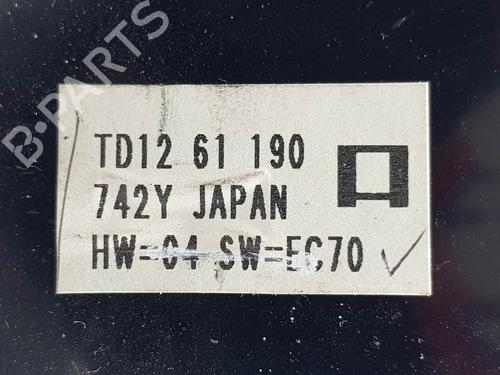 B-PARTS
TD12 61 190
742Y JAPAN
HW=04 SW=EC70